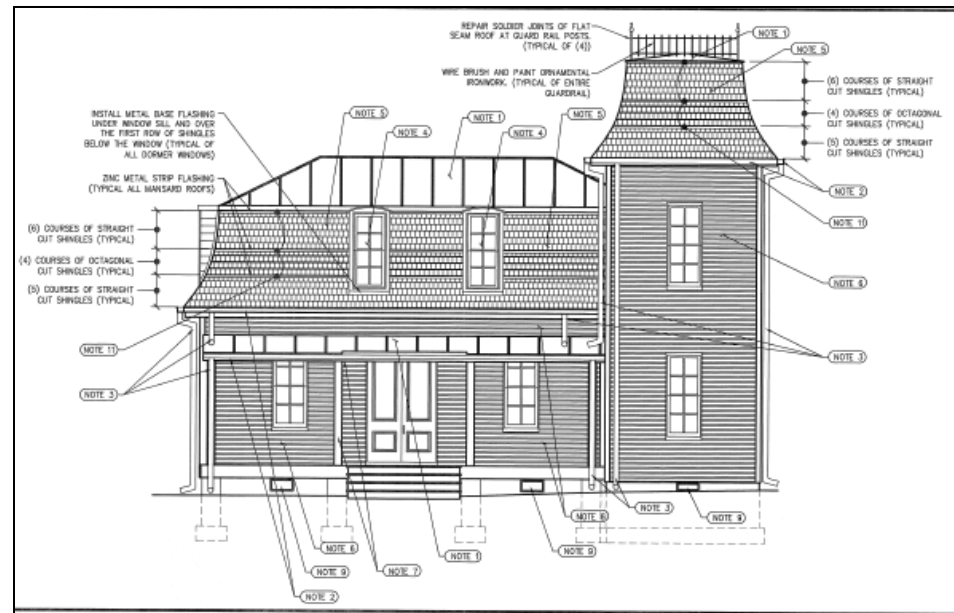 REPAIR SOLDIER JOINTS OF FLAT
SEAM ROOF AT GUARD RAIL POSTS.
(TYPICAL OF (4))
NOTE 1
NOTE 5
WIRE BRUSH AND PAINT ORNAMENTAL
IRONWORK. (TYPICAL OF ENTIRE
GUARDRAIL)
(6) COURSES OF STRAIGHT
CUT SHINGLES (TYPICAL)
(4) COURSES OF OCTAGONAL
CUT SHINGLES (TYPICAL)
(5) COURSES OF STRAIGHT
CUT SHINGLES (TYPICAL)
INSTALL METAL BASE FLASHING
UNDER WINDOW SILL AND OVER
THE FIRST ROW OF SHINGLES
BELOW THE WINDOW (TYPICAL OF
ALL DORMER WINDOWS)
NOTE 5
NOTE 4
NOTE 1
NOTE 4
NOTE 5
ZINC METAL STRIP FLASHING
(TYPICAL ALL MANSARD ROOFS)
NOTE 2
NOTE 11
(6) COURSES OF STRAIGHT
CUT SHINGLES (TYPICAL)
(4) COURSES OF OCTAGONAL
CUT SHINGLES (TYPICAL)
(5) COURSES OF STRAIGHT
CUT SHINGLES (TYPICAL)
NOTE 6
NOTE 11
NOTE 3
NOTE 3
NOTE 6
NOTE 3
NOTE 9
NOTE 6
NOTE 1
NOTE 9
NOTE 9
NOTE 7
NOTE 2